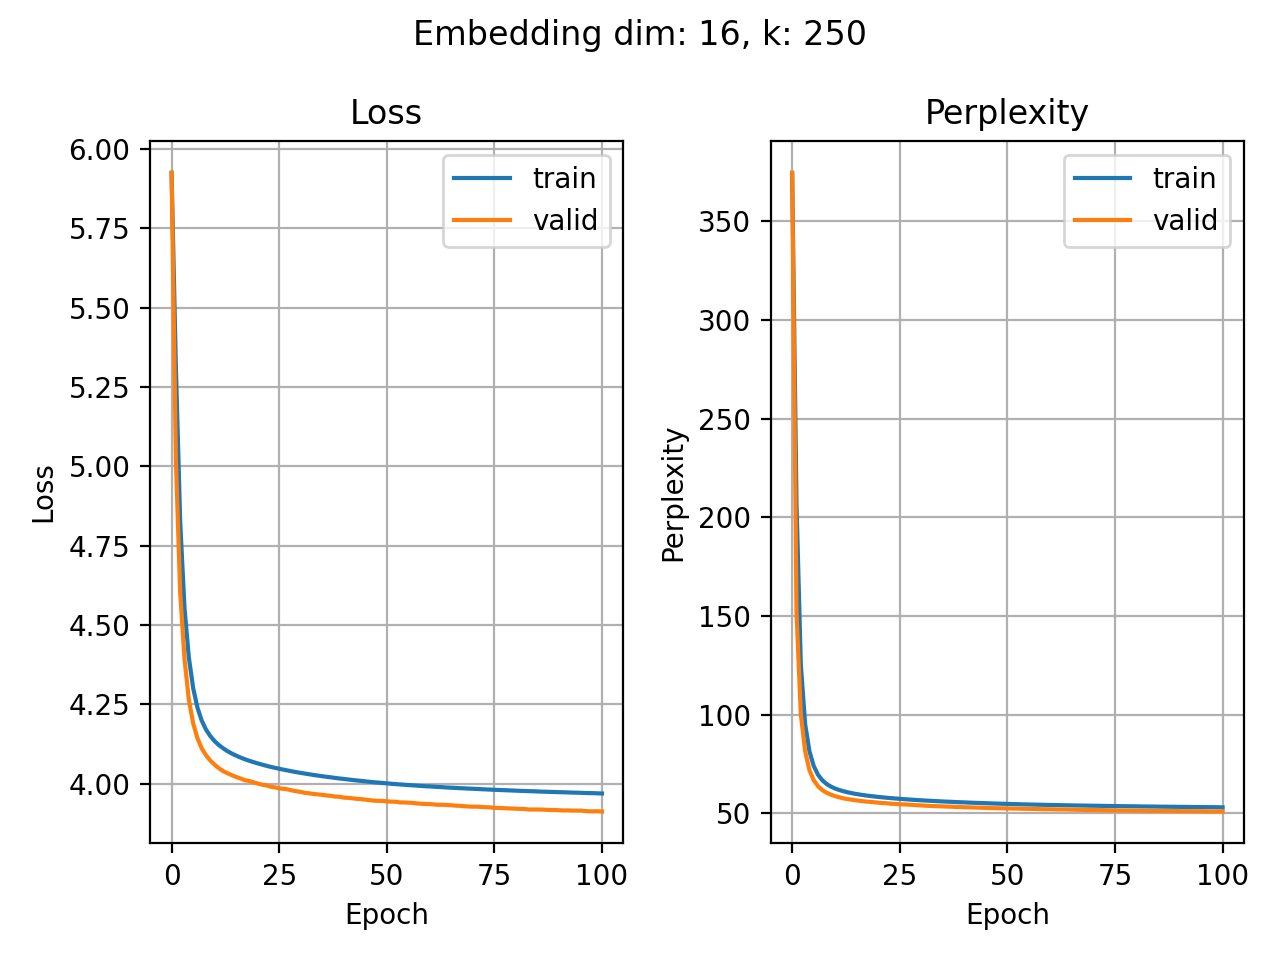 Embedding dim: 16, k: 250
Loss
6.00
5.75
5.50
5.25
5.00
4.75
4.50
4.25
4.00
Loss
0 25 50 75 100
Epoch
train
valid
Perplexity
350
300
250
200
150
100
50
Perplexity
0 25 50 75 100
Epoch
train
valid